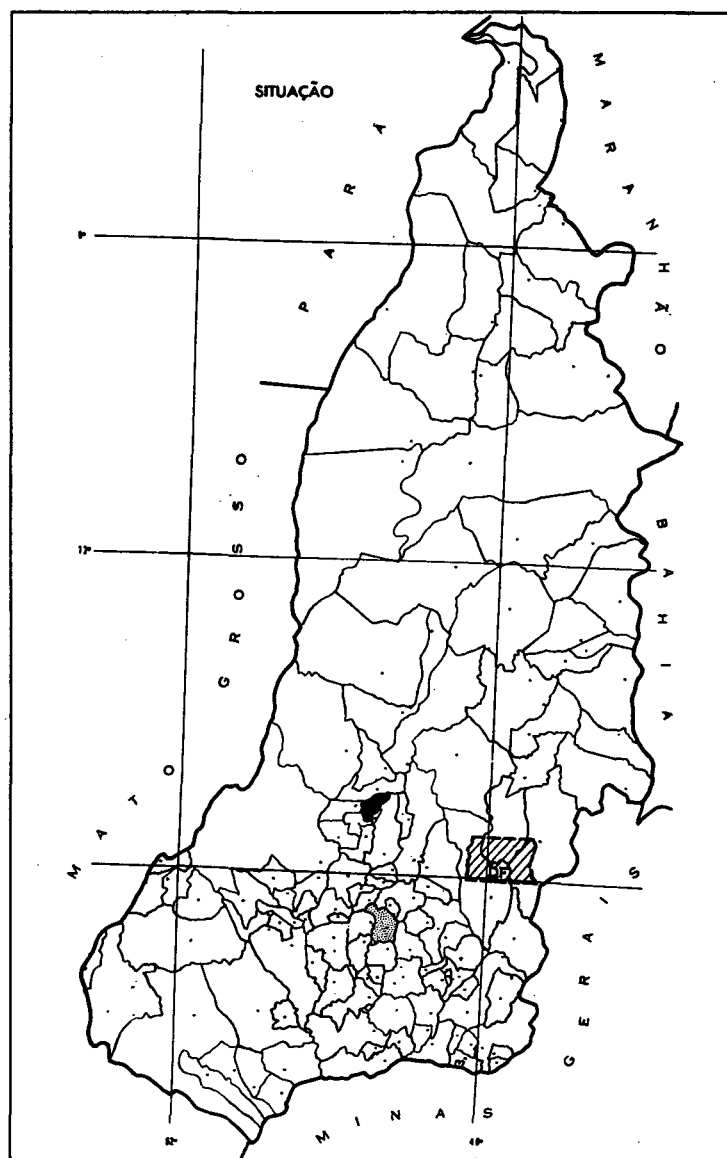 SITUAÇÃO
MARANHÃO
PARÁ
MATO GROSSO
BAHIA
DF
MINAS GERAIS